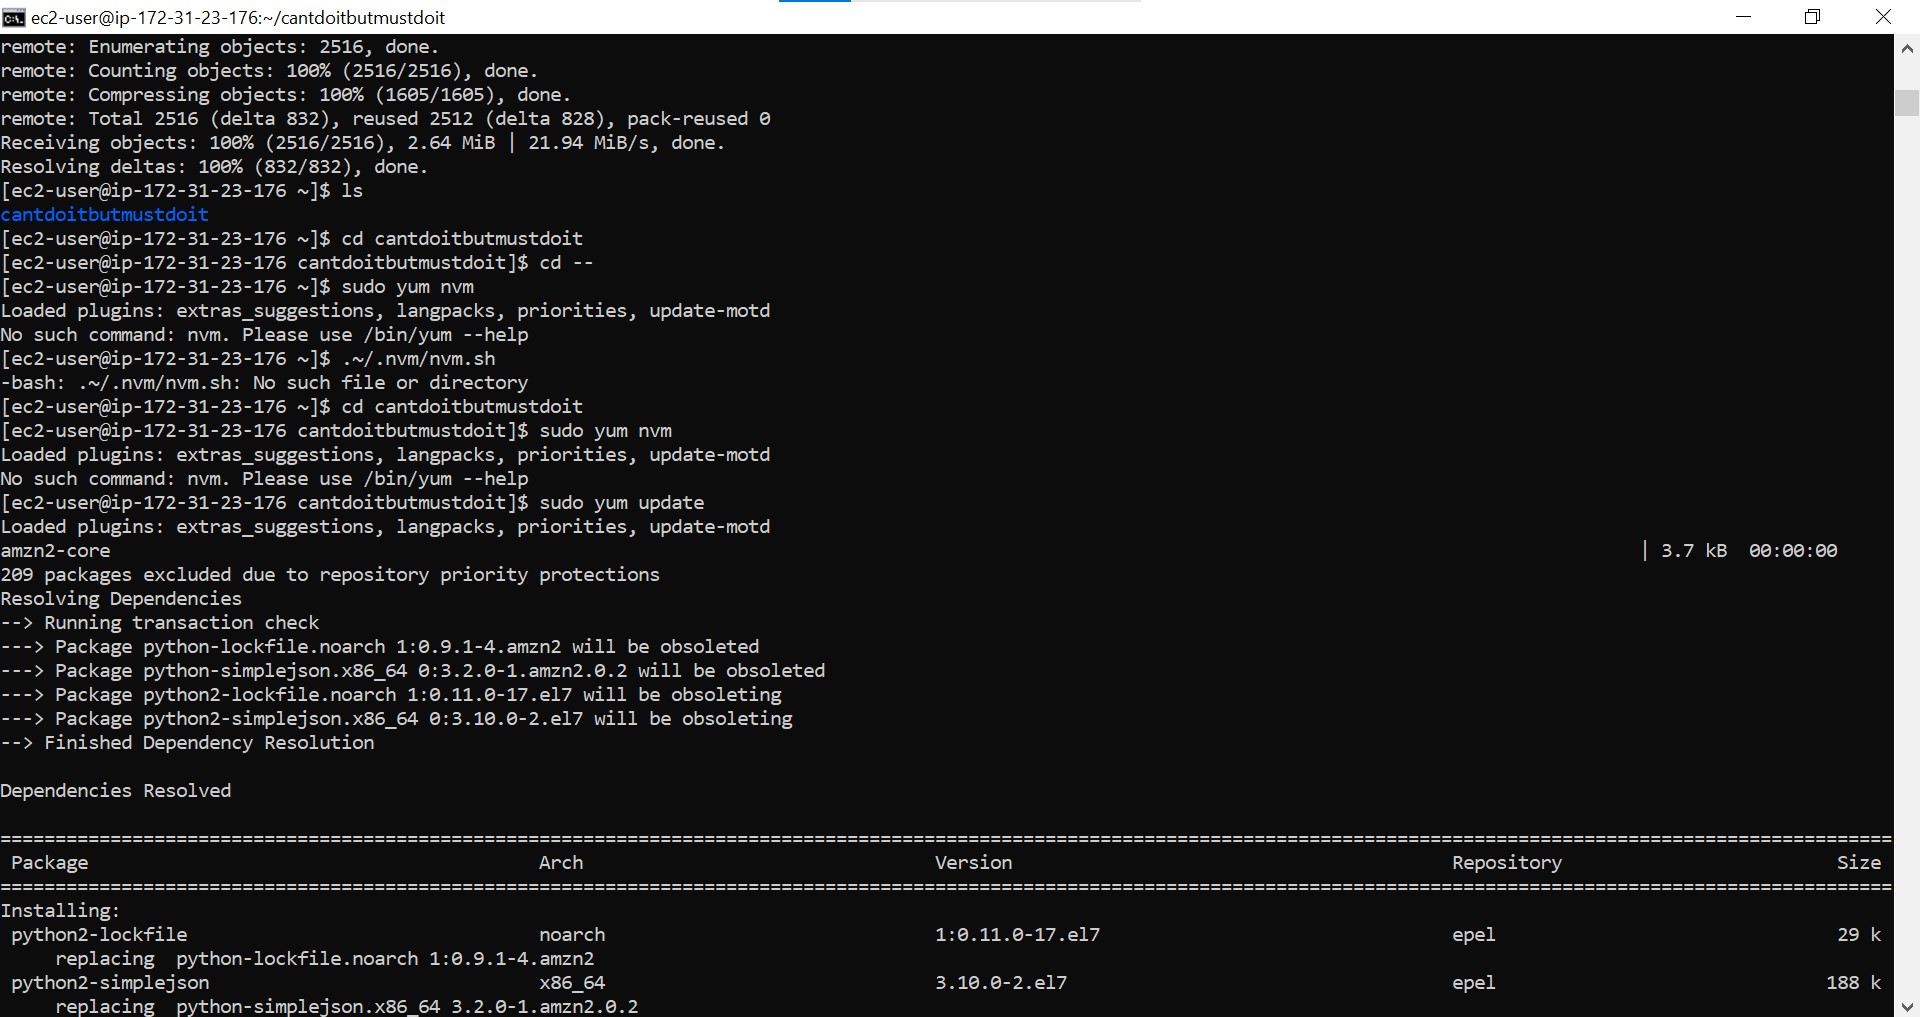 ec2-user@ip-172-31-23-176:~/cantdoitbutmustdoit
remote: Enumerating objects: 2516, done.
remote: Counting objects: 100% (2516/2516), done.
remote: Compressing objects: 100% (1605/1605), done.
remote: Total 2516 (delta 832), reused 2512 (delta 828), pack-reused 0
Receiving objects: 100% (2516/2516), 2.64 MiB | 21.94 MiB/s, done.
Resolving deltas: 100% (832/832), done.
[ec2-user@ip-172-31-23-176 ~]$ ls
cantdoitbutmustdoit
[ec2-user@ip-172-31-23-176 ~]$ cd cantdoitbutmustdoit
[ec2-user@ip-172-31-23-176 cantdoitbutmustdoit]$ cd --
[ec2-user@ip-172-31-23-176 ~]$ sudo yum nvm
Loaded plugins: extras_suggestions, langpacks, priorities, update-motd
No such command: nvm. Please use /bin/yum --help
[ec2-user@ip-172-31-23-176 ~]$ .~/.nvm/nvm.sh
-bash: .~/.nvm/nvm.sh: No such file or directory
[ec2-user@ip-172-31-23-176 ~]$ cd cantdoitbutmustdoit
[ec2-user@ip-172-31-23-176 cantdoitbutmustdoit]$ sudo yum nvm
Loaded plugins: extras_suggestions, langpacks, priorities, update-motd
No such command: nvm. Please use /bin/yum --help
[ec2-user@ip-172-31-23-176 cantdoitbutmustdoit]$ sudo yum update
Loaded plugins: extras_suggestions, langpacks, priorities, update-motd
amzn2-core | 3.7 kB 00:00:00
209 packages excluded due to repository priority protections
Resolving Dependencies
--> Running transaction check
---> Package python-lockfile.noarch 1:0.9.1-4.amzn2 will be obsoleted
---> Package python-simplejson.x86_64 0:3.2.0-1.amzn2.0.2 will be obsoleted
---> Package python2-lockfile.noarch 1:0.11.0-17.el7 will be obsoleting
---> Package python2-simplejson.x86_64 0:3.10.0-2.el7 will be obsoleting
--> Finished Dependency Resolution
Dependencies Resolved
Package Arch Version Repository Size
Installing:
python2-lockfile noarch 1:0.11.0-17.el7 epel 29 k
replacing python-lockfile.noarch 1:0.9.1-4.amzn2
python2-simplejson x86_64 3.10.0-2.el7 epel 188 k
replacing python-simplejson.x86_64 3.2.0-1.amzn2.0.2